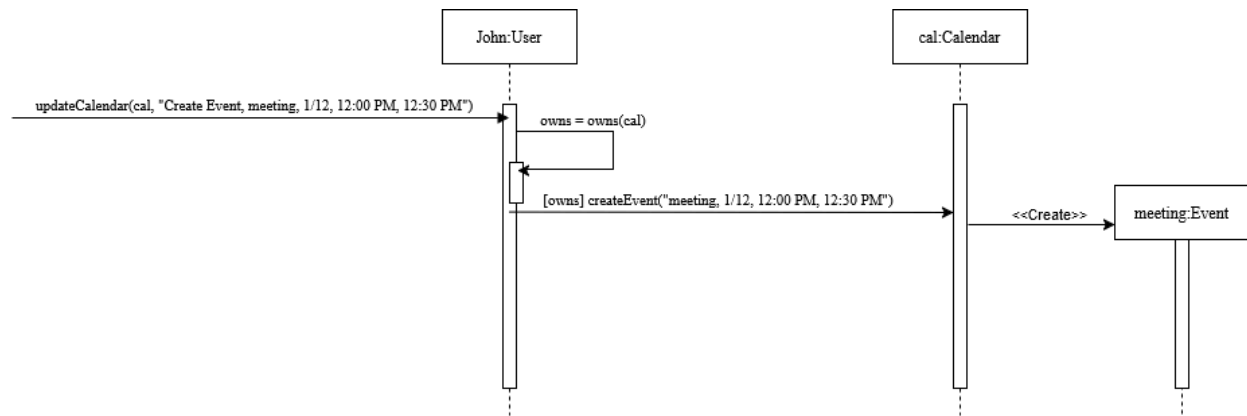 John:User
cal:Calendar
updateCalendar(cal, "Create Event, meeting, 1/12, 12:00 PM, 12:30 PM")
owns = owns(cal)
[owns] createEvent("meeting, 1/12, 12:00 PM, 12:30 PM")
<<Create>>
meeting:Event